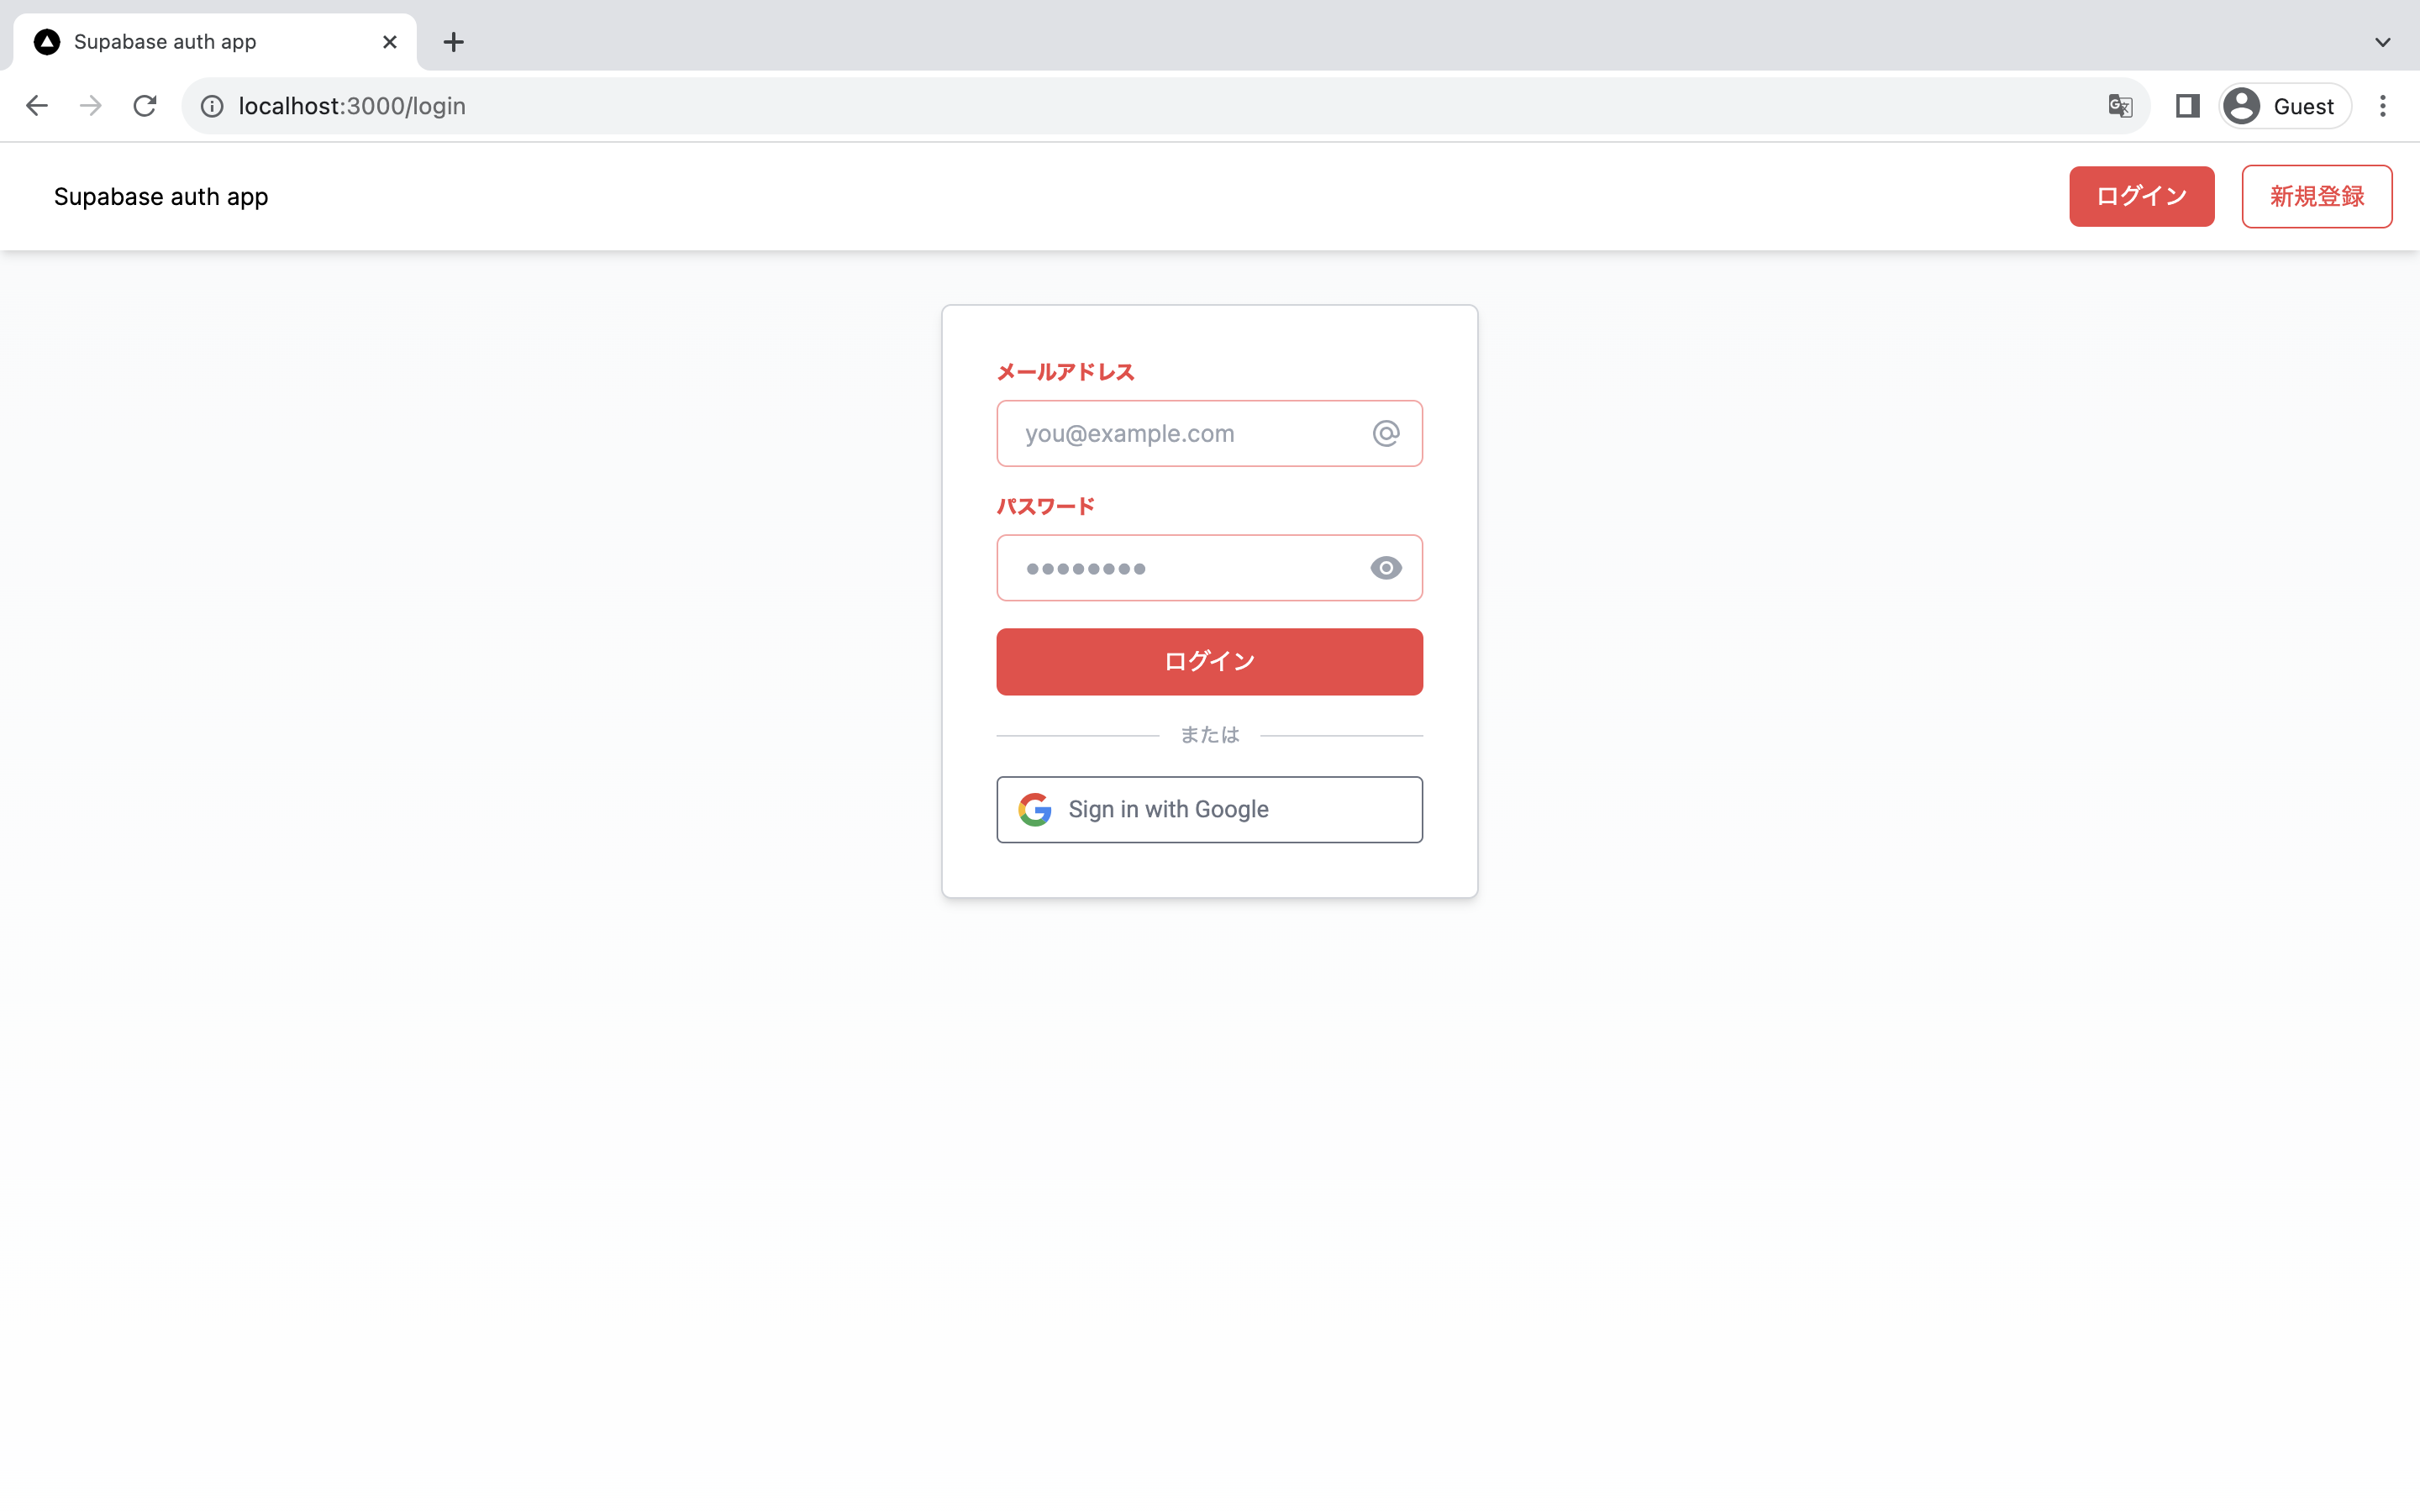 Supabase auth app
localhost:3000/login
Guest
Supabase auth app
ログイン
新規登録
メールアドレス
you@example.com
パスワード
••••••••
ログイン
または
Sign in with Google